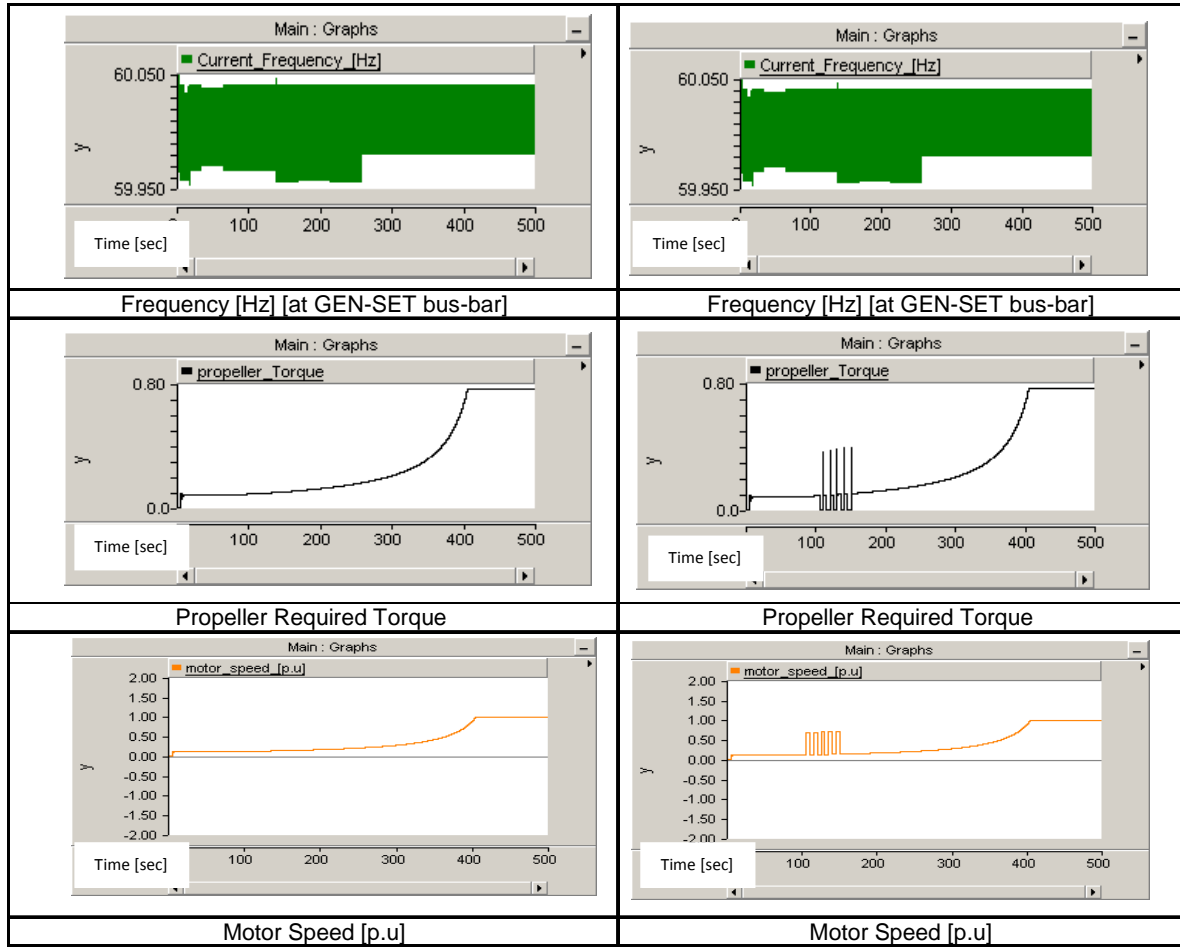 Main : Graphs
Current_Frequency_[Hz]
60.050
y
59.950
100 200 300 400 500
Time [sec]
Frequency [Hz] [at GEN-SET bus-bar]
Main : Graphs
Current_Frequency_[Hz]
60.050
y
59.950
100 200 300 400 500
Time [sec]
Frequency [Hz] [at GEN-SET bus-bar]
Main : Graphs
propeller_Torque
0.80
y
0.0
100 200 300 400 500
Time [sec]
Propeller Required Torque
Main : Graphs
propeller_Torque
0.80
y
0.0
100 200 300 400 500
Time [sec]
Propeller Required Torque
Main : Graphs
motor_speed_[p.u]
2.00
1.50
1.00
0.50
0.00
y
-0.50
-1.00
-1.50
-2.00
100 200 300 400 500
Time [sec]
Motor Speed [p.u]
Main : Graphs
motor_speed_[p.u]
2.00
1.50
1.00
0.50
0.00
y
-0.50
-1.00
-1.50
-2.00
100 200 300 400 500
Time [sec]
Motor Speed [p.u]